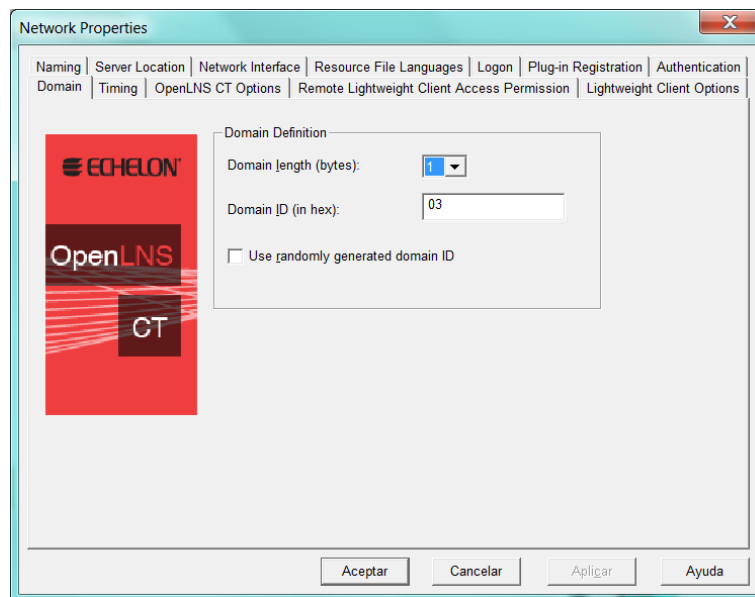 Network Properties
Naming Server Location Network Interface Resource File Languages Logon Plug-in Registration Authentication
Domain Timing OpenLNS CT Options Remote Lightweight Client Access Permission Lightweight Client Options
ECHELON
OpenLNS
CT
Domain Definition
Domain length (bytes): 1
Domain ID (in hex): 03
Use randomly generated domain ID
Aceptar Cancelar Aplicar Ayuda